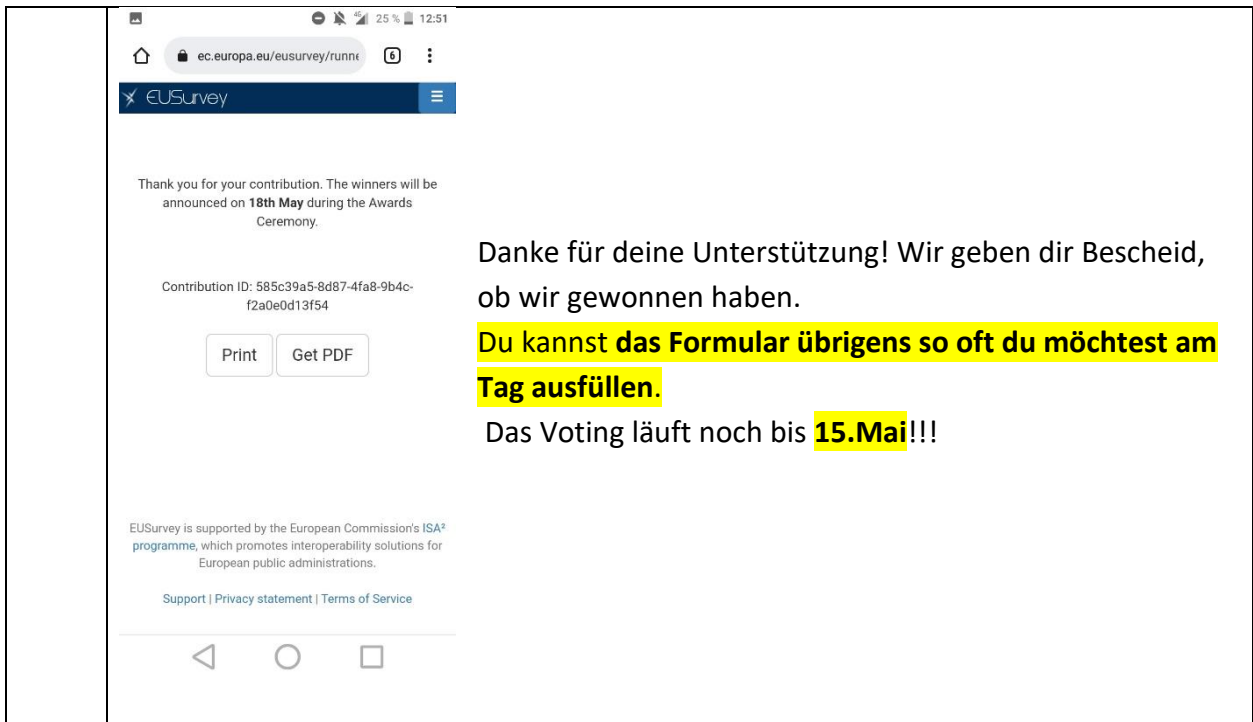 25 % 12:51
ec.europa.eu/eusurvey/runne 6
EUSurvey
Thank you for your contribution. The winners will be
announced on 18th May during the Awards
Ceremony.
Contribution ID: 585c39a5-8d87-4fa8-9b4c-
f2a0e0d13f54
Print Get PDF
EUSurvey is supported by the European Commission's ISA²
programme, which promotes interoperability solutions for
European public administrations.
Support | Privacy statement | Terms of Service
Danke für deine Unterstützung! Wir geben dir Bescheid,
ob wir gewonnen haben.
Du kannst das Formular übrigens so oft du möchtest am
Tag ausfüllen.
Das Voting läuft noch bis 15.Mai!!!